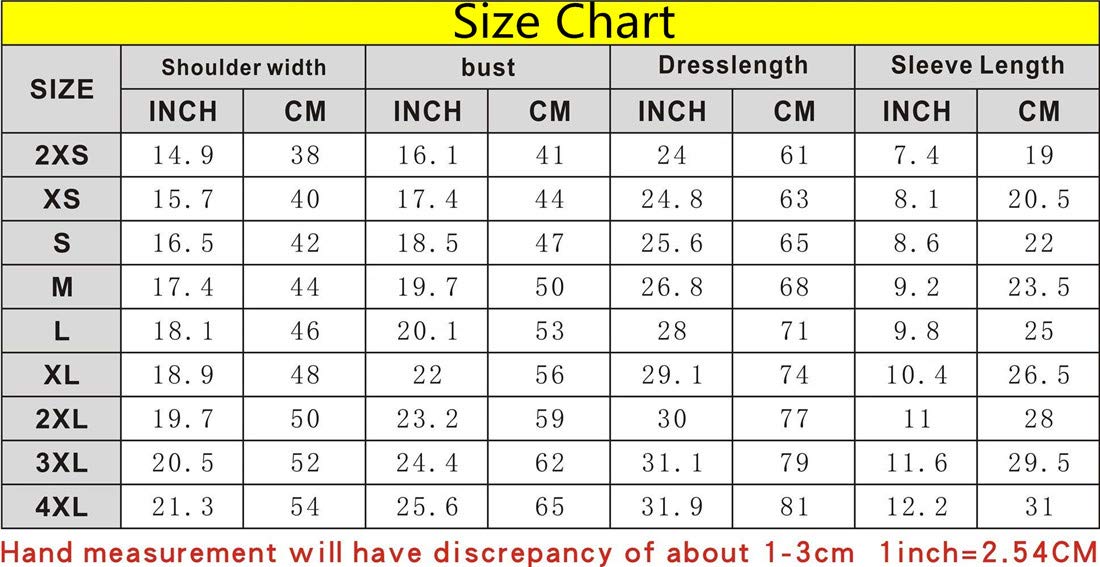 Size Chart
SIZE Shoulder width bust Dresslength Sleeve Length
INCH CM INCH CM INCH CM INCH CM
2XS 14.9 38 16.1 41 24 61 7.4 19
XS 15.7 40 17.4 44 24.8 63 8.1 20.5
S 16.5 42 18.5 47 25.6 65 8.6 22
M 17.4 44 19.7 50 26.8 68 9.2 23.5
L 18.1 46 20.1 53 28 71 9.8 25
XL 18.9 48 22 56 29.1 74 10.4 26.5
2XL 19.7 50 23.2 59 30 77 11 28
3XL 20.5 52 24.4 62 31.1 79 11.6 29.5
4XL 21.3 54 25.6 65 31.9 81 12.2 31
Hand measurement will have discrepancy of about 1-3cm 1inch=2.54CM